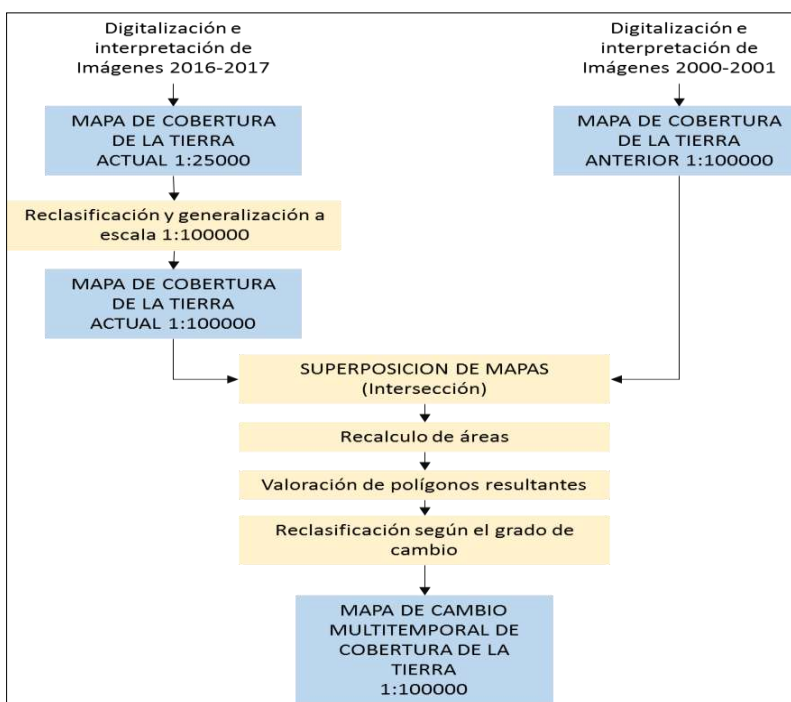 Digitalización e
interpretación de
Imágenes 2016-2017
MAPA DE COBERTURA
DE LA TIERRA
ACTUAL 1:25000
Reclasificación y generalización a
escala 1:100000
MAPA DE COBERTURA
DE LA TIERRA
ACTUAL 1:100000
Digitalización e
interpretación de
Imágenes 2000-2001
MAPA DE COBERTURA
DE LA TIERRA
ANTERIOR 1:100000
SUPERPOSICION DE MAPAS
(Intersección)
Recalculo de áreas
Valoración de polígonos resultantes
Reclasificación según el grado de
cambio
MAPA DE CAMBIO
MULTITEMPORAL DE
COBERTURA DE LA
TIERRA
1:100000